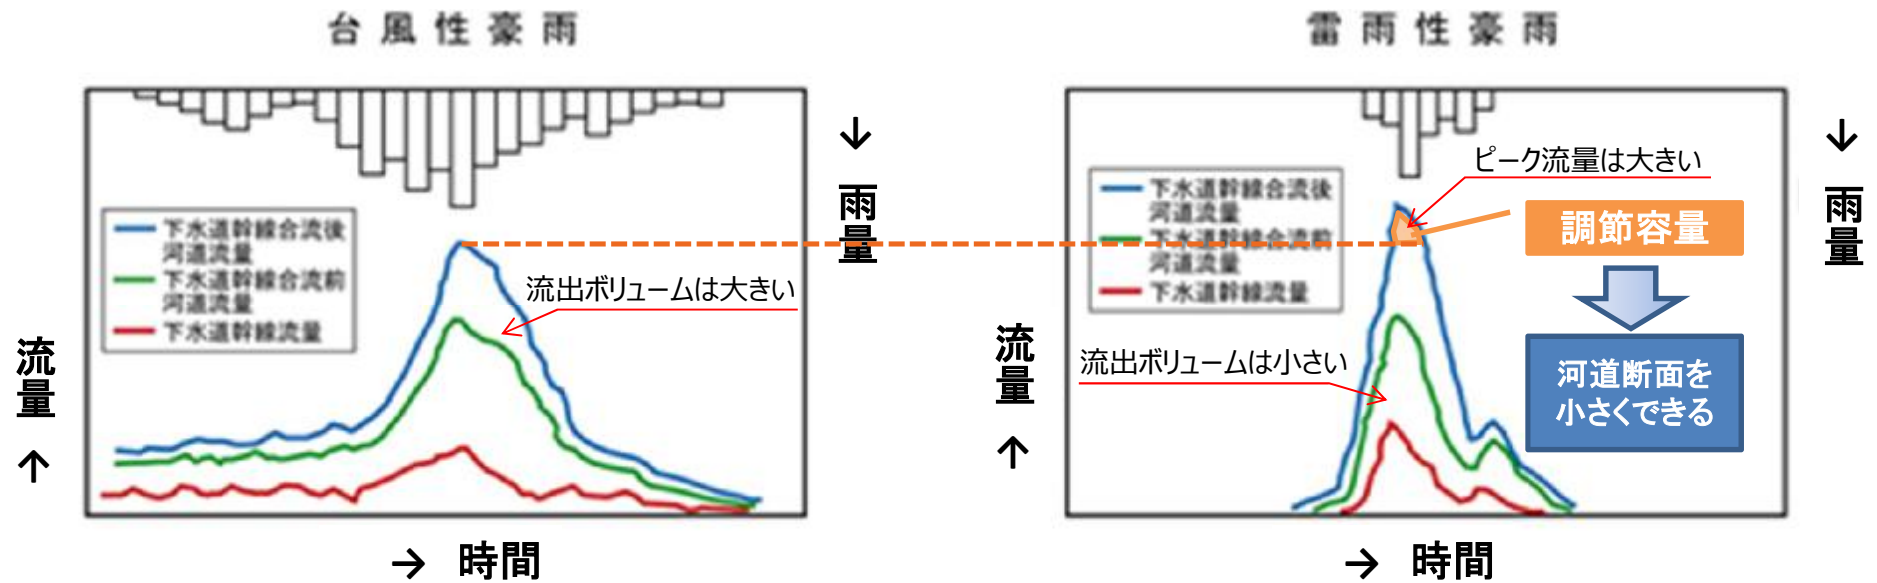 台風性豪雨
下水道幹線合流後
河道流量
下水道幹線合流前
河道流量
下水道幹線流量
流出ボリュームは大きい
流量
↑
→ 時間
↓
雨量
雷雨性豪雨
下水道幹線合流後
河道流量
下水道幹線合流前
河道流量
下水道幹線流量
ピーク流量は大きい
調節容量
河道断面を
小さくできる
流出ボリュームは小さい
流量
↑
→ 時間
↓
雨量